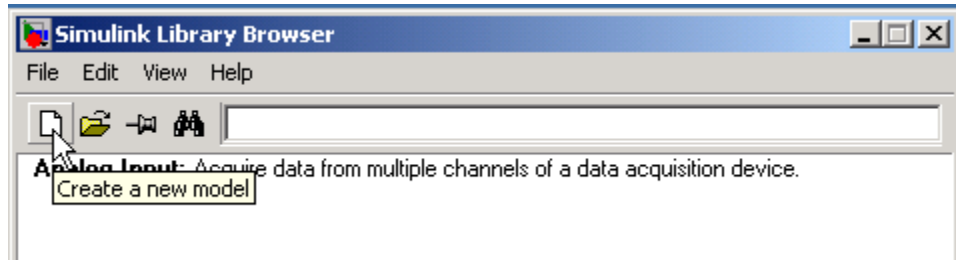 Simulink Library Browser
File Edit View Help
Analog Input: Acquire data from multiple channels of a data acquisition device.
Create a new model